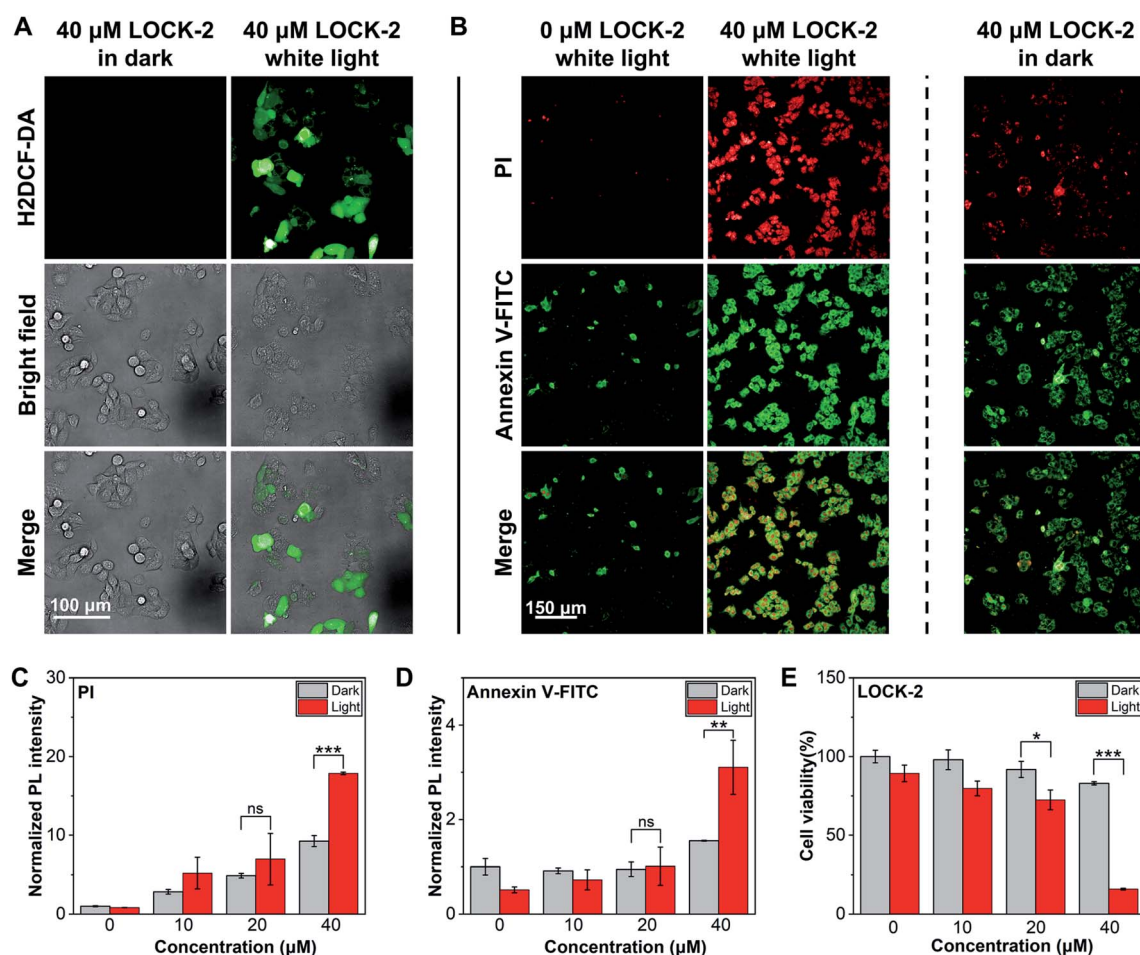 A
40 µM LOCK-2
in dark
40 µM LOCK-2
white light
B
0 µM LOCK-2
white light
40 µM LOCK-2
white light
40 µM LOCK-2
in dark
H2DCF-DA
Bright field
Merge
100 µm
PI
Annexin V-FITC
Merge
150 µm
C
PI
Dark
Light
Normalized PL intensity
30
20
10
0
ns
***
0 10 20 40
Concentration (µM)
D
Annexin V-FITC
Dark
Light
Normalized PL intensity
4
2
0
ns
**
0 10 20 40
Concentration (µM)
E
LOCK-2
Dark
Light
Cell viability(%)
150
100
50
0
*
***
0 10 20 40
Concentration (µM)